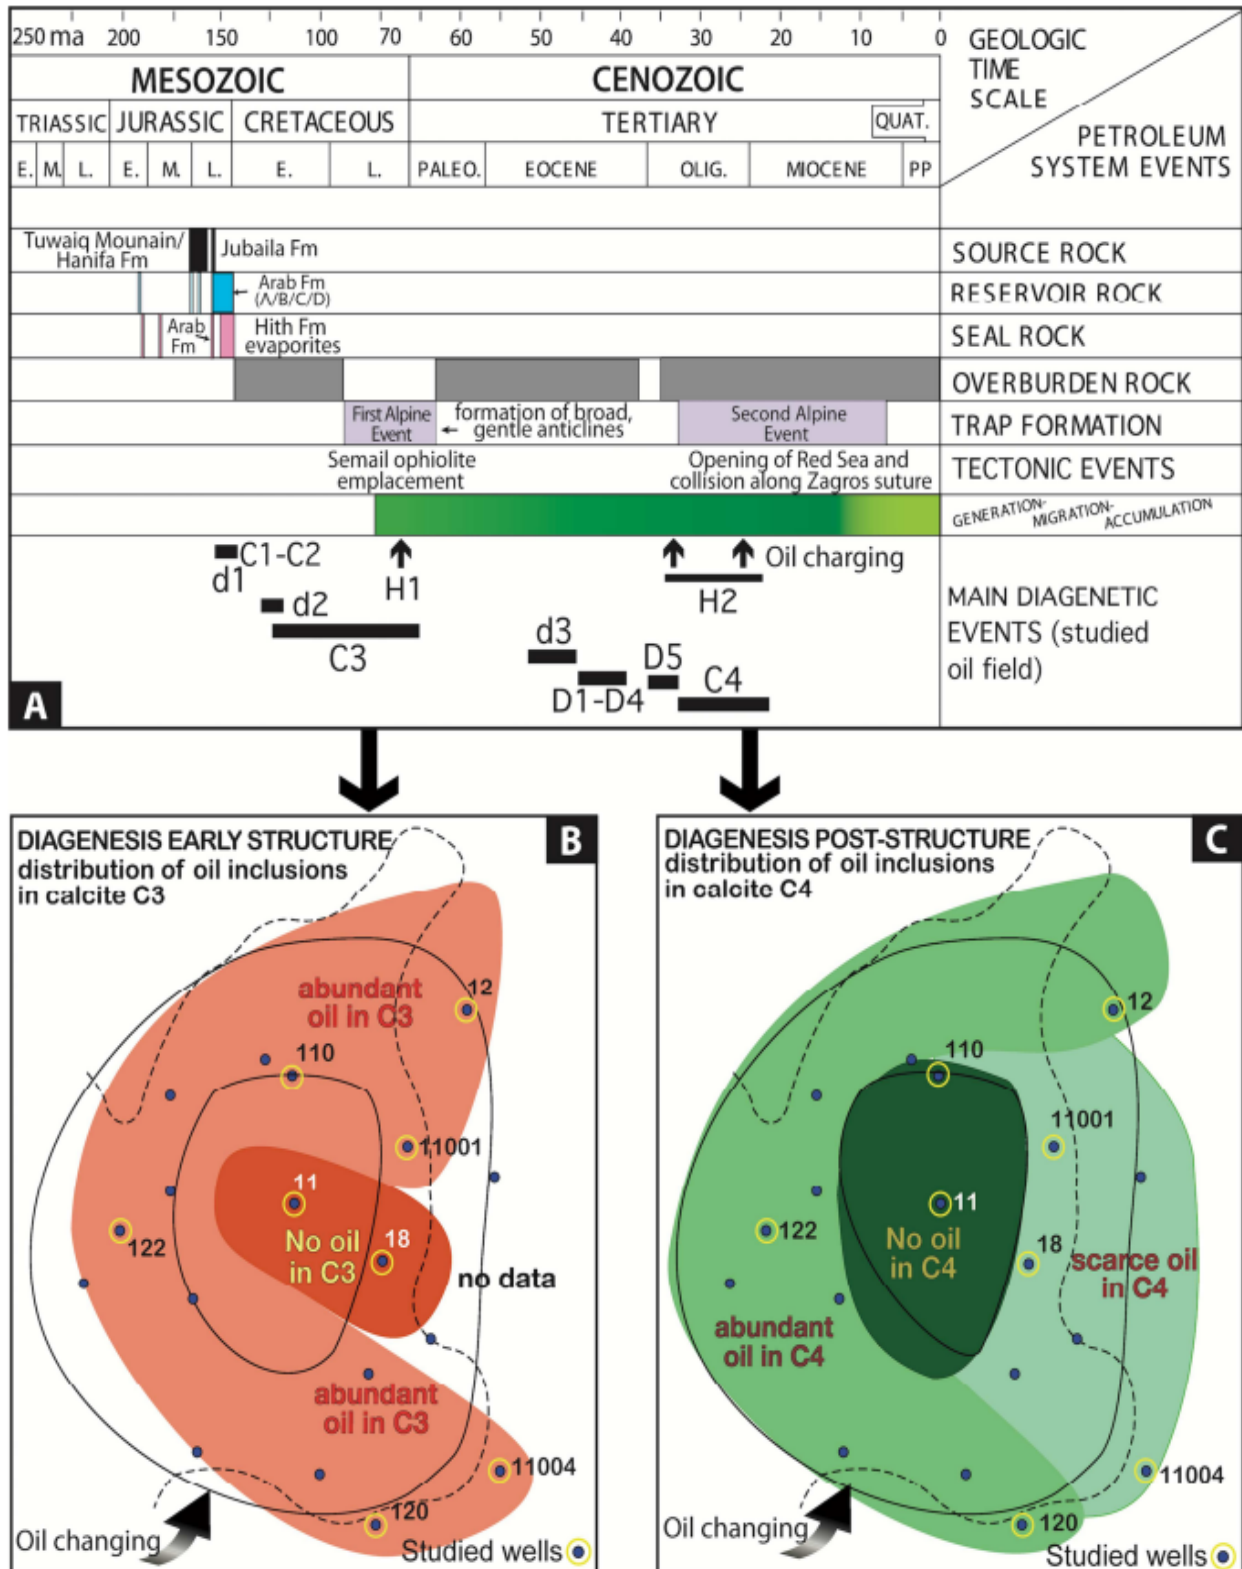 250 ma 200 150 100 70 60 50 40 30 20 10 0
GEOLOGIC
TIME
SCALE
MESOZOIC CENOZOIC
TRIASSIC JURASSIC CRETACEOUS TERTIARY QUAT.
PETROLEUM
SYSTEM EVENTS
E. M. L. E. M. L. E. L. PALEO. EOCENE OLIG. MIOCENE PP
Tuwaiq Mounain/
Hanifa Fm
Jubaila Fm
SOURCE ROCK
Arab Fm
(A/B/C/D)
RESERVOIR ROCK
Arab
Fm
Hith Fm
evaporites
SEAL ROCK
OVERBURDEN ROCK
First Alpine
Event
formation of broad,
gentle anticlines
Second Alpine
Event
TRAP FORMATION
Semail ophiolite
emplacement
Opening of Red Sea and
collision along Zagros suture
TECTONIC EVENTS
GENERATION-
MIGRATION-
ACCUMULATION
C1-C2
d1
d2
C3
H1
Oil charging
H2
d3
D1-D4
D5
C4
MAIN DIAGENETIC
EVENTS (studied
oil field)
A
DIAGENESIS EARLY STRUCTURE
distribution of oil inclusions
in calcite C3
B
abundant
oil in C3
12
110
11001
11
No oil
in C3
18
122
no data
abundant
oil in C3
11004
120
Oil changing
Studied wells
DIAGENESIS POST-STRUCTURE
distribution of oil inclusions
in calcite C4
C
12
110
11001
11
122
No oil
in C4
18
scarce oil
in C4
abundant
oil in C4
11004
120
Oil changing
Studied wells